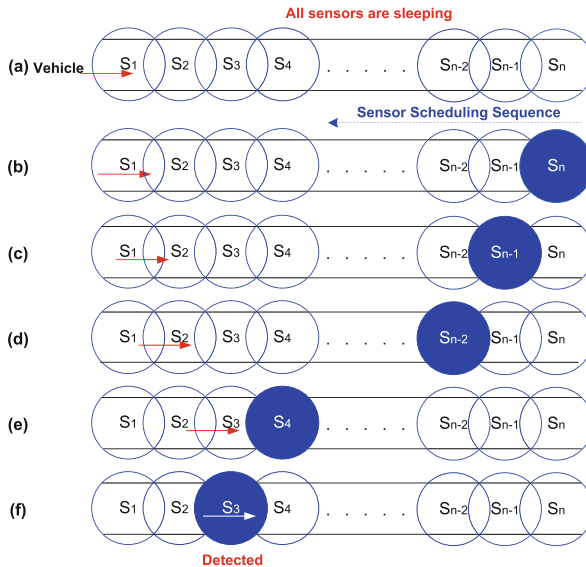 All sensors are sleeping
(a) Vehicle S1 S2 S3 S4 . . . . . Sn-2 Sn-1 Sn
Sensor Scheduling Sequence
(b) S1 S2 S3 S4 . . . . . Sn-2 Sn-1 Sn
(c) S1 S2 S3 S4 . . . . . Sn-2 Sn-1 Sn
(d) S1 S2 S3 S4 . . . . . Sn-2 Sn-1 Sn
(e) S1 S2 S3 S4 . . . . . Sn-2 Sn-1 Sn
(f) S1 S2 S3 S4 . . . . . Sn-2 Sn-1 Sn
Detected